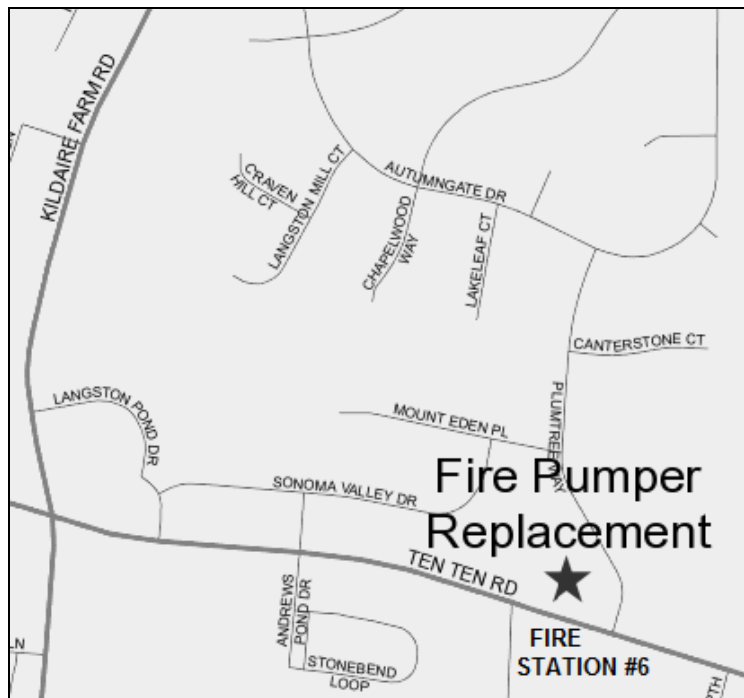 KILDAIRE FARM RD
CRAVEN
HILL CT
LANGSTON MILL CT
AUTUMNGATE DR
CHAPELWOOD
WAY
LAKELEAF CT
CANTERSTONE CT
LANGSTON POND DR
MOUNT EDEN PL
PLUMTREE WAY
SONOMA VALLEY DR
Fire Pumper
Replacement
TEN TEN RD
ANDREWS
POND DR
STONEBEND
LOOP
FIRE
STATION #6
LN
TH